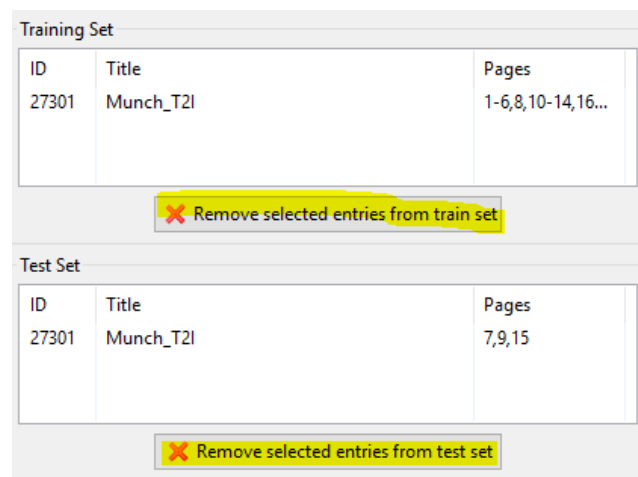 Training Set
ID Title Pages
27301 Munch_T2I 1-6,8,10-14,16...
Remove selected entries from train set
Test Set
ID Title Pages
27301 Munch_T2I 7,9,15
Remove selected entries from test set